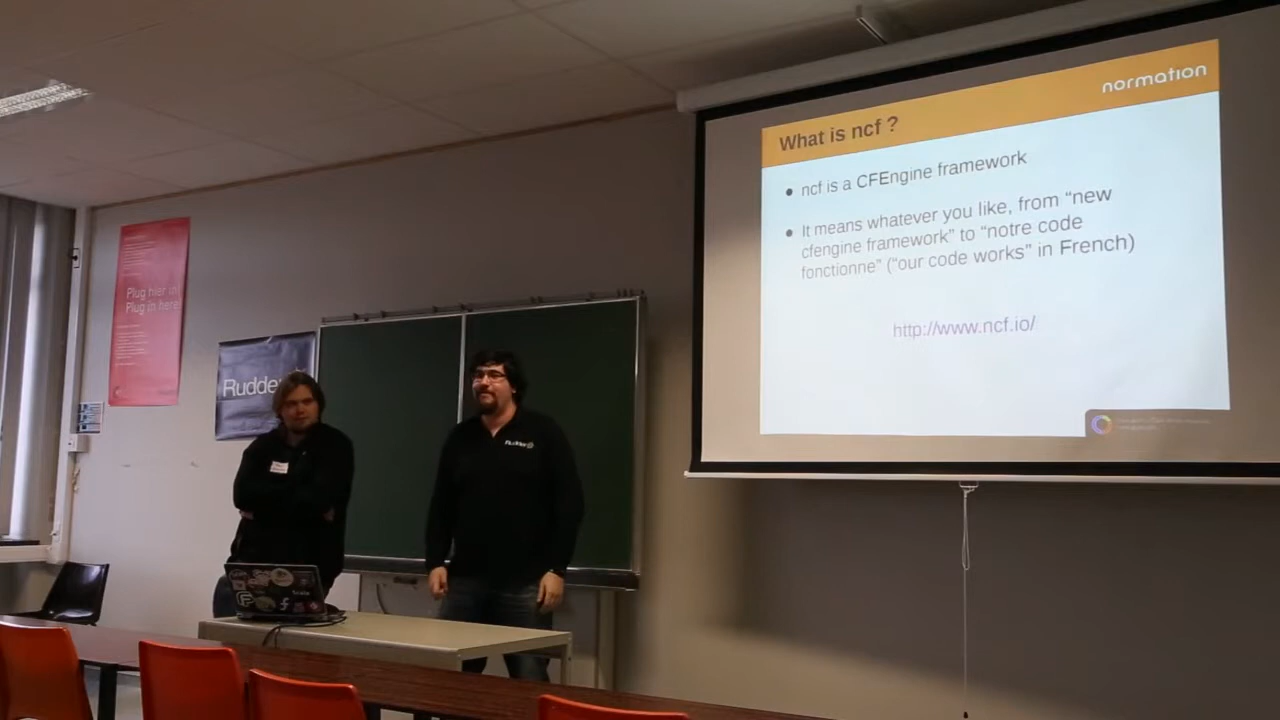 normation
What is ncf ?
● ncf is a CFEngine framework
● It means whatever you like, from “new
cfengine framework” to “notre code
fonctionne” (“our code works” in French)
http://www.ncf.io/
Plug hier in
Plug in here
Rudder
Rudder